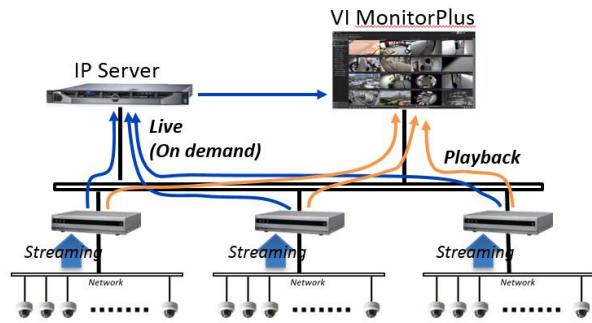 VI MonitorPlus
IP Server
Live
(On demand)
Playback
Streaming
Streaming
Streaming
Network
Network
Network